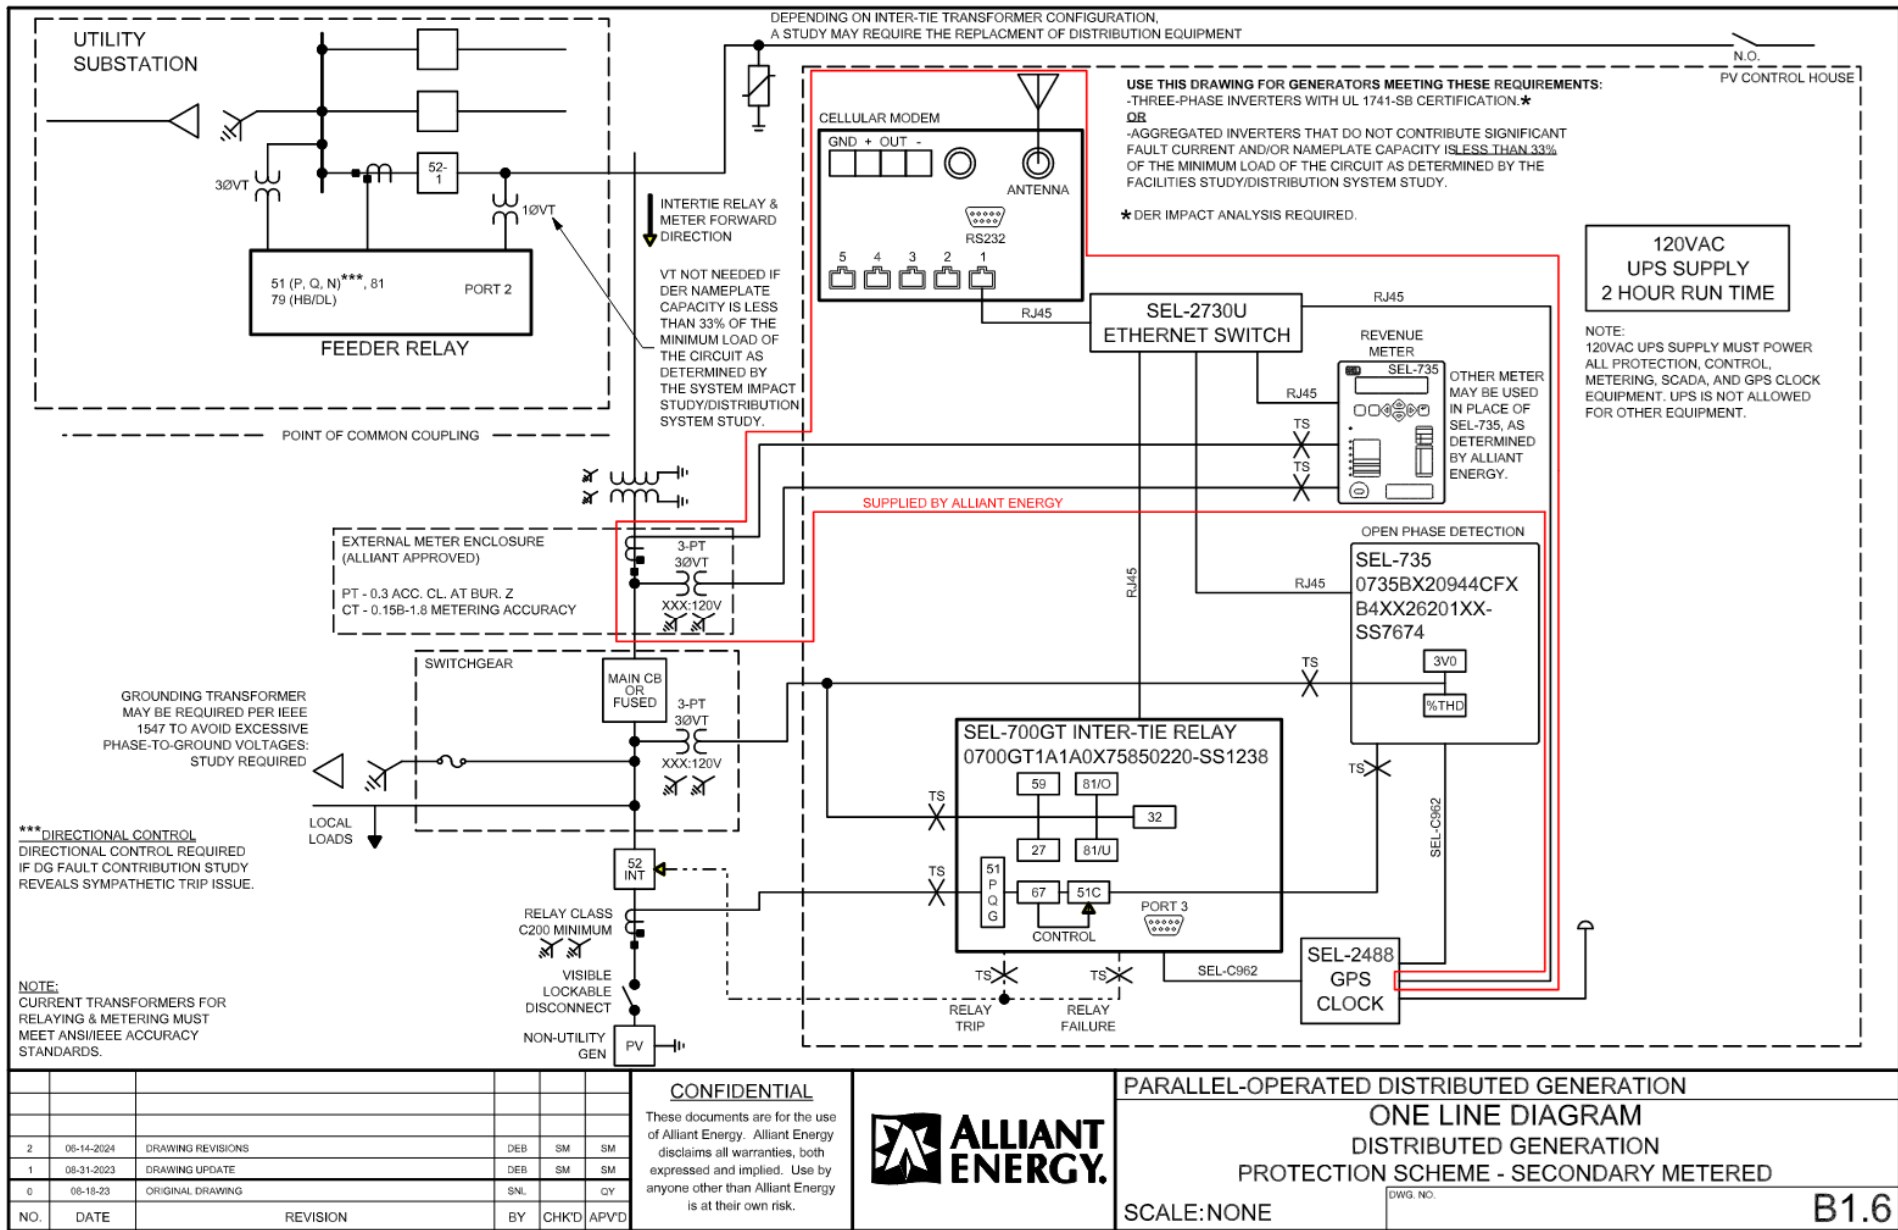 UTILITY
SUBSTATION
DEPENDING ON INTER-TIE TRANSFORMER CONFIGURATION,
A STUDY MAY REQUIRE THE REPLACMENT OF DISTRIBUTION EQUIPMENT
N.O.
PV CONTROL HOUSE
3ØVT
52-
1
1ØVT
51 (P, Q, N)***, 81
79 (HB/DL)
PORT 2
FEEDER RELAY
INTERTIE RELAY &
METER FORWARD
DIRECTION
VT NOT NEEDED IF
DER NAMEPLATE
CAPACITY IS LESS
THAN 33% OF THE
MINIMUM LOAD OF
THE CIRCUIT AS
DETERMINED BY
THE SYSTEM IMPACT
STUDY/DISTRIBUTION
SYSTEM STUDY.
POINT OF COMMON COUPLING
CELLULAR MODEM
GND + OUT -
ANTENNA
RS232
5 4 3 2 1
USE THIS DRAWING FOR GENERATORS MEETING THESE REQUIREMENTS:
-THREE-PHASE INVERTERS WITH UL 1741-SB CERTIFICATION.*
OR
-AGGREGATED INVERTERS THAT DO NOT CONTRIBUTE SIGNIFICANT
FAULT CURRENT AND/OR NAMEPLATE CAPACITY IS LESS THAN 33%
OF THE MINIMUM LOAD OF THE CIRCUIT AS DETERMINED BY THE
FACILITIES STUDY/DISTRIBUTION SYSTEM STUDY.
* DER IMPACT ANALYSIS REQUIRED.
120VAC
UPS SUPPLY
2 HOUR RUN TIME
NOTE:
120VAC UPS SUPPLY MUST POWER
ALL PROTECTION, CONTROL,
METERING, SCADA, AND GPS CLOCK
EQUIPMENT. UPS IS NOT ALLOWED
FOR OTHER EQUIPMENT.
RJ45
SEL-2730U
ETHERNET SWITCH
RJ45
REVENUE
METER
SEL-735
RJ45
OTHER METER
MAY BE USED
IN PLACE OF
SEL-735, AS
DETERMINED
BY ALLIANT
ENERGY.
TS
TS
SUPPLIED BY ALLIANT ENERGY
EXTERNAL METER ENCLOSURE
(ALLIANT APPROVED)
PT - 0.3 ACC. CL. AT BUR. Z
CT - 0.15B-1.8 METERING ACCURACY
3-PT
3ØVT
XXX:120V
OPEN PHASE DETECTION
SEL-735
0735BX20944CFX
B4XX26201XX-
SS7674
3V0
%THD
RJ45
RJ45
TS
SWITCHGEAR
MAIN CB
OR
FUSED
3-PT
3ØVT
XXX:120V
GROUNDING TRANSFORMER
MAY BE REQUIRED PER IEEE
1547 TO AVOID EXCESSIVE
PHASE-TO-GROUND VOLTAGES:
STUDY REQUIRED
LOCAL
LOADS
***DIRECTIONAL CONTROL
DIRECTIONAL CONTROL REQUIRED
IF DG FAULT CONTRIBUTION STUDY
REVEALS SYMPATHETIC TRIP ISSUE.
SEL-700GT INTER-TIE RELAY
0700GT1A1A0X75850220-SS1238
59
81/O
32
27
81/U
51
P
Q
G
67
51C
CONTROL
PORT 3
TS
TS
TS
SEL-C962
52
INT
RELAY CLASS
C200 MINIMUM
VISIBLE
LOCKABLE
DISCONNECT
NON-UTILITY
GEN
PV
TS
TS
RELAY
TRIP
RELAY
FAILURE
SEL-C962
SEL-2488
GPS
CLOCK
NOTE:
CURRENT TRANSFORMERS FOR
RELAYING & METERING MUST
MEET ANSI/IEEE ACCURACY
STANDARDS.
2 06-14-2024 DRAWING REVISIONS DEB SM SM
1 08-31-2023 DRAWING UPDATE DEB SM SM
0 08-18-23 ORIGINAL DRAWING SNL QY
NO. DATE REVISION BY CHK'D APV'D
CONFIDENTIAL
These documents are for the use
of Alliant Energy. Alliant Energy
disclaims all warranties, both
expressed and implied. Use by
anyone other than Alliant Energy
is at their own risk.
ALLIANT
ENERGY.
PARALLEL-OPERATED DISTRIBUTED GENERATION
ONE LINE DIAGRAM
DISTRIBUTED GENERATION
PROTECTION SCHEME - SECONDARY METERED
SCALE:NONE
DWG. NO.
B1.6